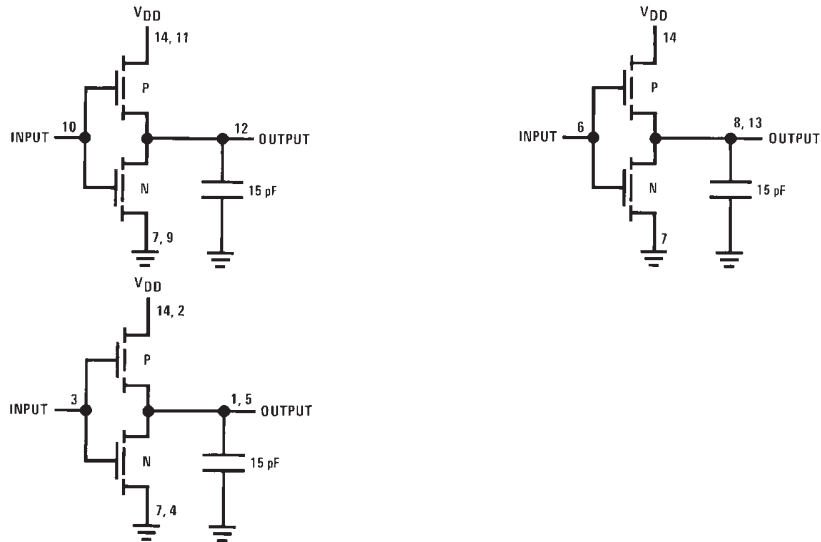 VDD
14, 11
P
INPUT 10
12 OUTPUT
N
15 pF
7, 9
VDD
14
P
INPUT 6
8, 13 OUTPUT
N
15 pF
7
VDD
14, 2
P
INPUT 3
1, 5 OUTPUT
N
15 pF
7, 4